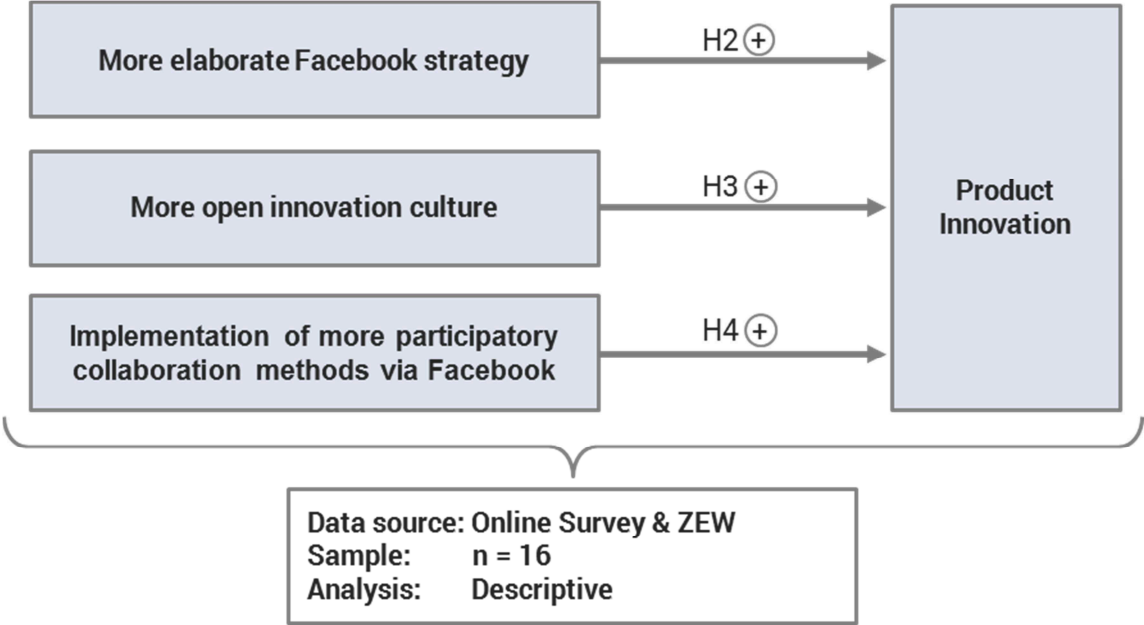 More elaborate Facebook strategy
H2 +
More open innovation culture
H3 +
Implementation of more participatory
collaboration methods via Facebook
H4 +
Product
Innovation
Data source: Online Survey & ZEW
Sample: n = 16
Analysis: Descriptive